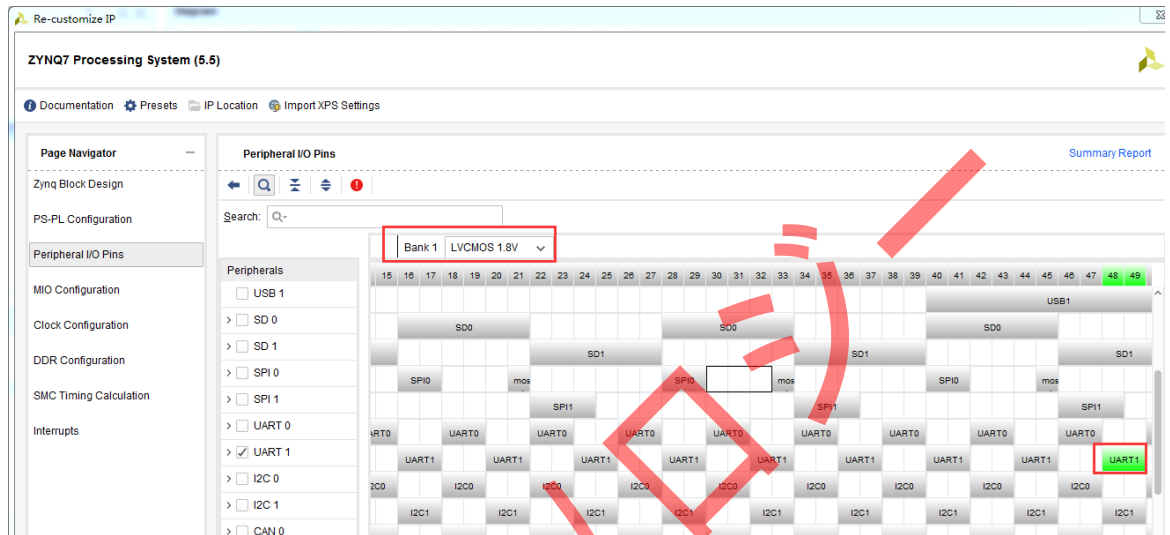 Diagram
Re-customize IP
ZYNQ7 Processing System (5.5)
Documentation Presets IP Location Import XPS Settings
Page Navigator
Zynq Block Design
PS-PL Configuration
Peripheral I/O Pins
MIO Configuration
Clock Configuration
DDR Configuration
SMC Timing Calculation
Interrupts
Peripheral I/O Pins Summary Report
Search:
Bank 1 LVCMOS 1.8V
Peripherals 15 16 17 18 19 20 21 22 23 24 25 26 27 28 29 30 31 32 33 34 35 36 37 38 39 40 41 42 43 44 45 46 47 48 49
USB 1 USB1
SD 0 SD0 SD0 SD0
SD 1 SD1 SD1 SD1
SPI 0 SPI0 mos SPI0 mos SPI0 mos
SPI 1 SPI1 SPI1 SPI1
UART 0 ART0 UART0 UART0 UART0 UART0 UART0 UART0 UART0 UART0
UART 1 UART1 UART1 UART1 UART1 UART1 UART1 UART1 UART1 UART1
I2C 0 2C0 I2C0 I2C0 I2C0 I2C0 I2C0 I2C0 I2C0 I2C0
I2C 1 I2C1 I2C1 I2C1 I2C1 I2C1 I2C1 I2C1 I2C1 I2C1
CAN 0